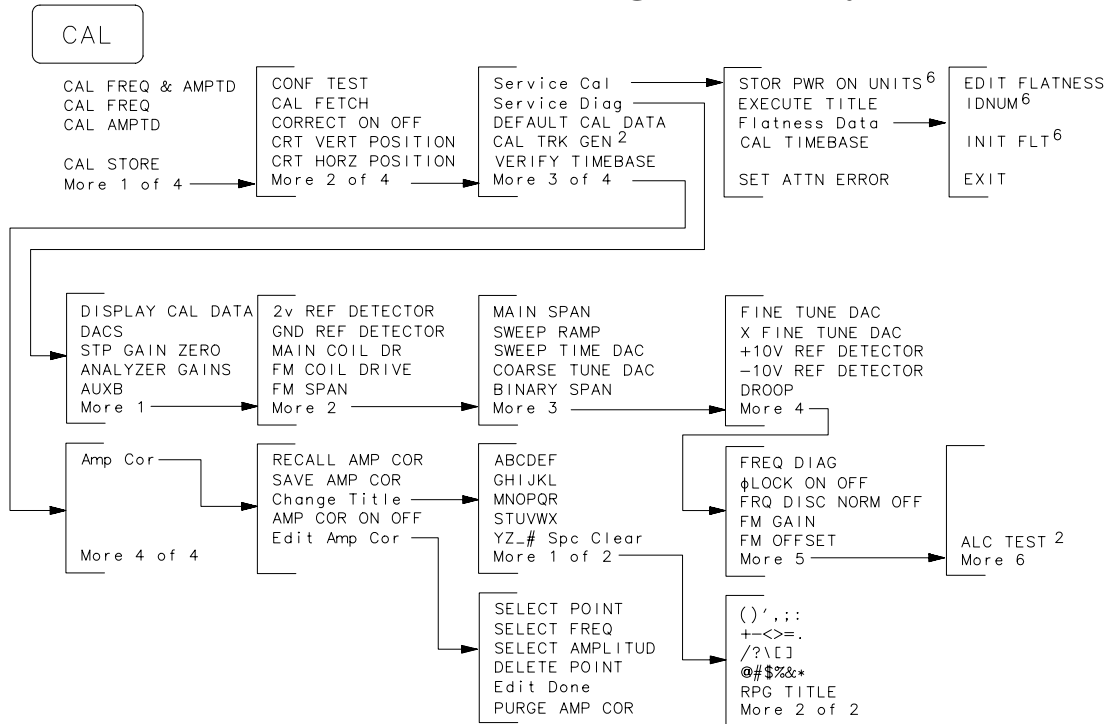 CAL
CAL FREQ & AMPTD
CAL FREQ
CAL AMPTD
CAL STORE
More 1 of 4
CONF TEST
CAL FETCH
CORRECT ON OFF
CRT VERT POSITION
CRT HORZ POSITION
More 2 of 4
Service Cal
Service Diag
DEFAULT CAL DATA
CAL TRK GEN 2
VERIFY TIMEBASE
More 3 of 4
STOR PWR ON UNITS 6
EXECUTE TITLE
Flatness Data
CAL TIMEBASE
SET ATTN ERROR
EDIT FLATNESS
IDNUM 6
INIT FLT 6
EXIT
DISPLAY CAL DATA
DACS
STP GAIN ZERO
ANALYZER GAINS
AUXB
More 1
2v REF DETECTOR
GND REF DETECTOR
MAIN COIL DR
FM COIL DRIVE
FM SPAN
More 2
MAIN SPAN
SWEEP RAMP
SWEEP TIME DAC
COARSE TUNE DAC
BINARY SPAN
More 3
FINE TUNE DAC
X FINE TUNE DAC
+10V REF DETECTOR
−10V REF DETECTOR
DROOP
More 4
Amp Cor
More 4 of 4
RECALL AMP COR
SAVE AMP COR
Change Title
AMP COR ON OFF
Edit Amp Cor
ABCDEF
GHIJKL
MNOPQR
STUVWX
YZ_# Spc Clear
More 1 of 2
FREQ DIAG
ϕLOCK ON OFF
FRQ DISC NORM OFF
FM GAIN
FM OFFSET
More 5
ALC TEST 2
More 6
SELECT POINT
SELECT FREQ
SELECT AMPLITUD
DELETE POINT
Edit Done
PURGE AMP COR
()′,;:
+−<>=.
/?\[]
@#$%&*
RPG TITLE
More 2 of 2